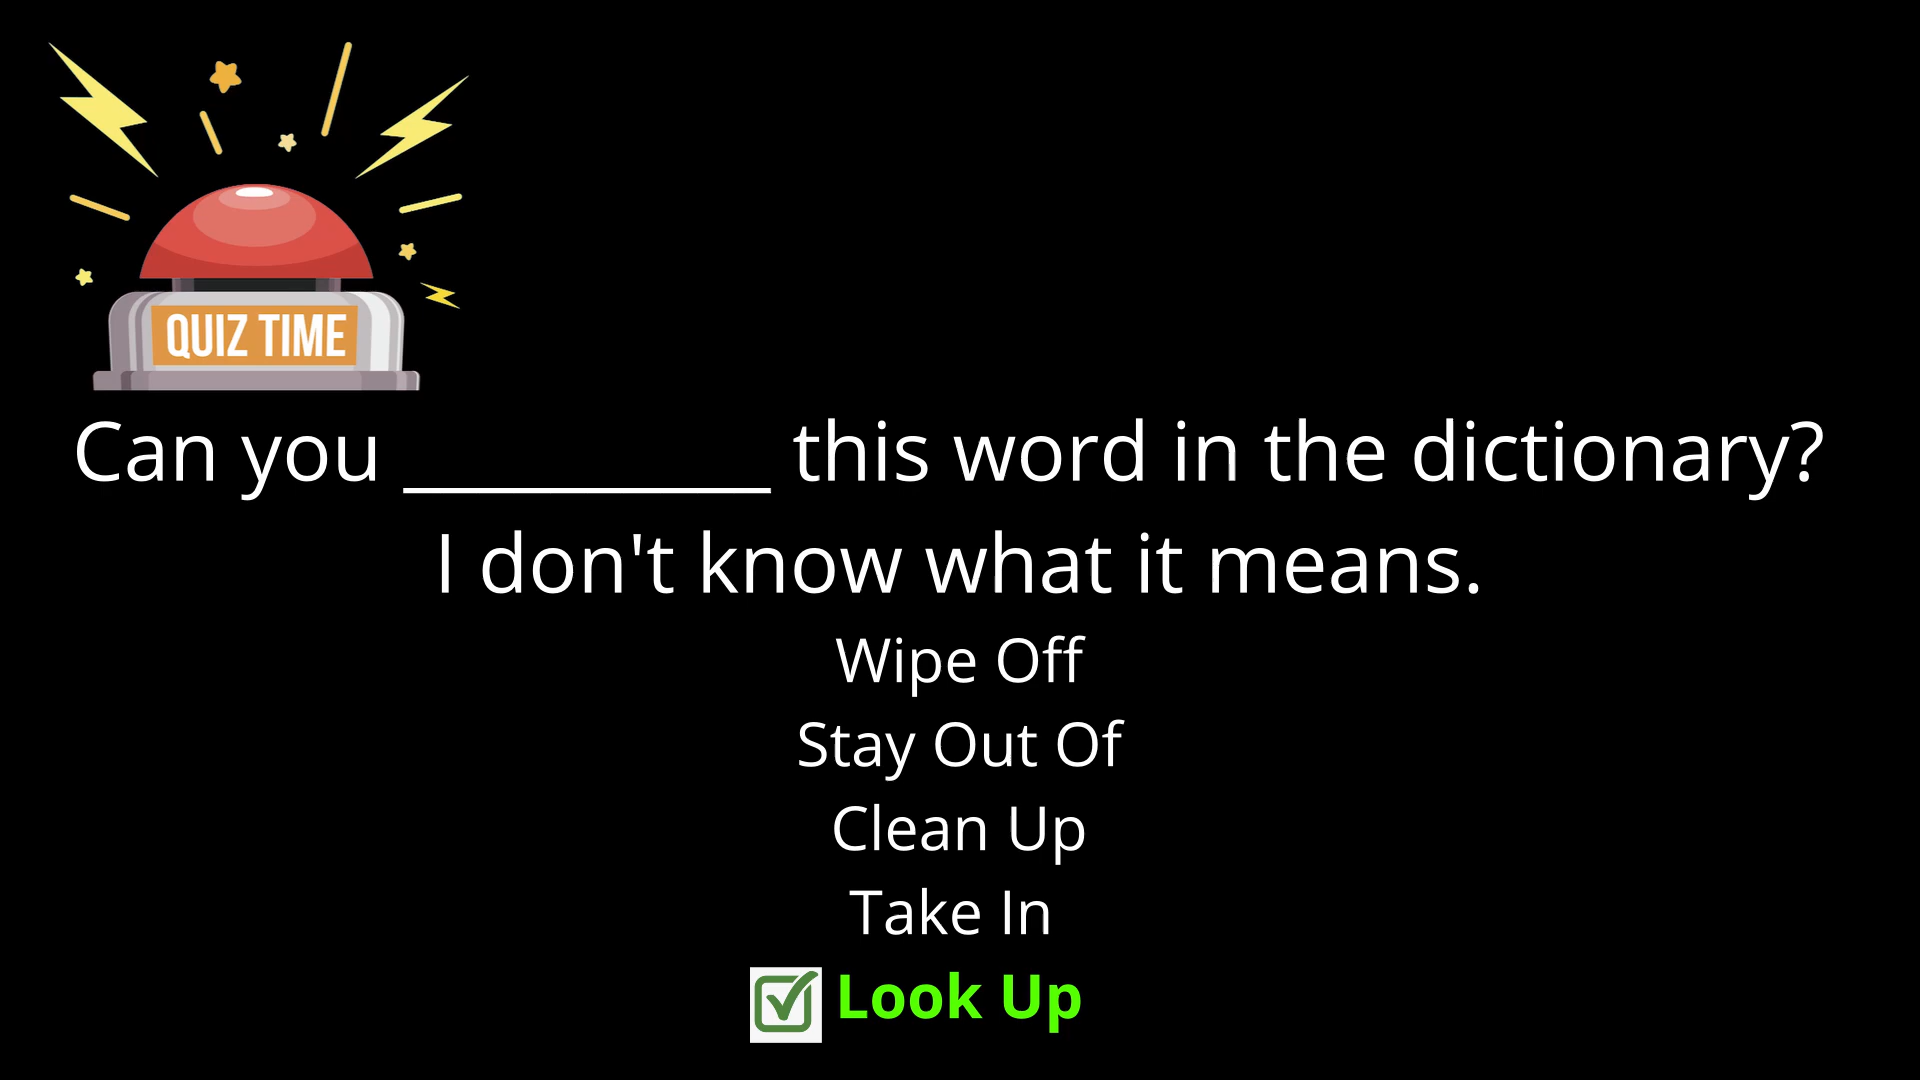 QUIZ TIME
Can you __________ this word in the dictionary?
I don't know what it means.
Wipe Off
Stay Out Of
Clean Up
Take In
Look Up